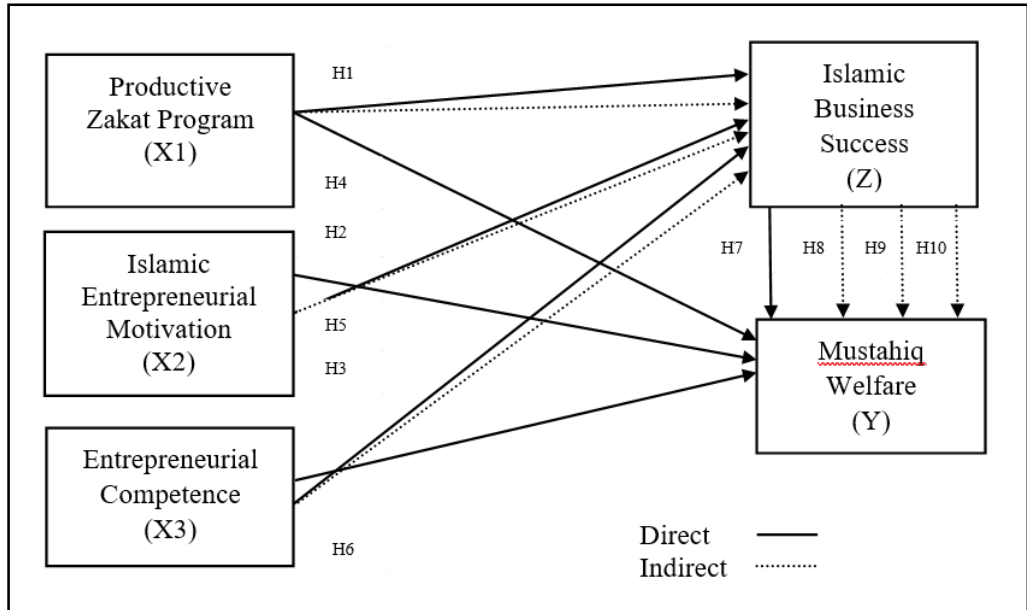 Productive
Zakat Program
(X1)
H1
Islamic
Business
Success
(Z)
H4
H2
Islamic
Entrepreneurial
Motivation
(X2)
H5
H3
H7
H8
H9
H10
Mustahiq
Welfare
(Y)
Entrepreneurial
Competence
(X3)
H6
Direct
Indirect